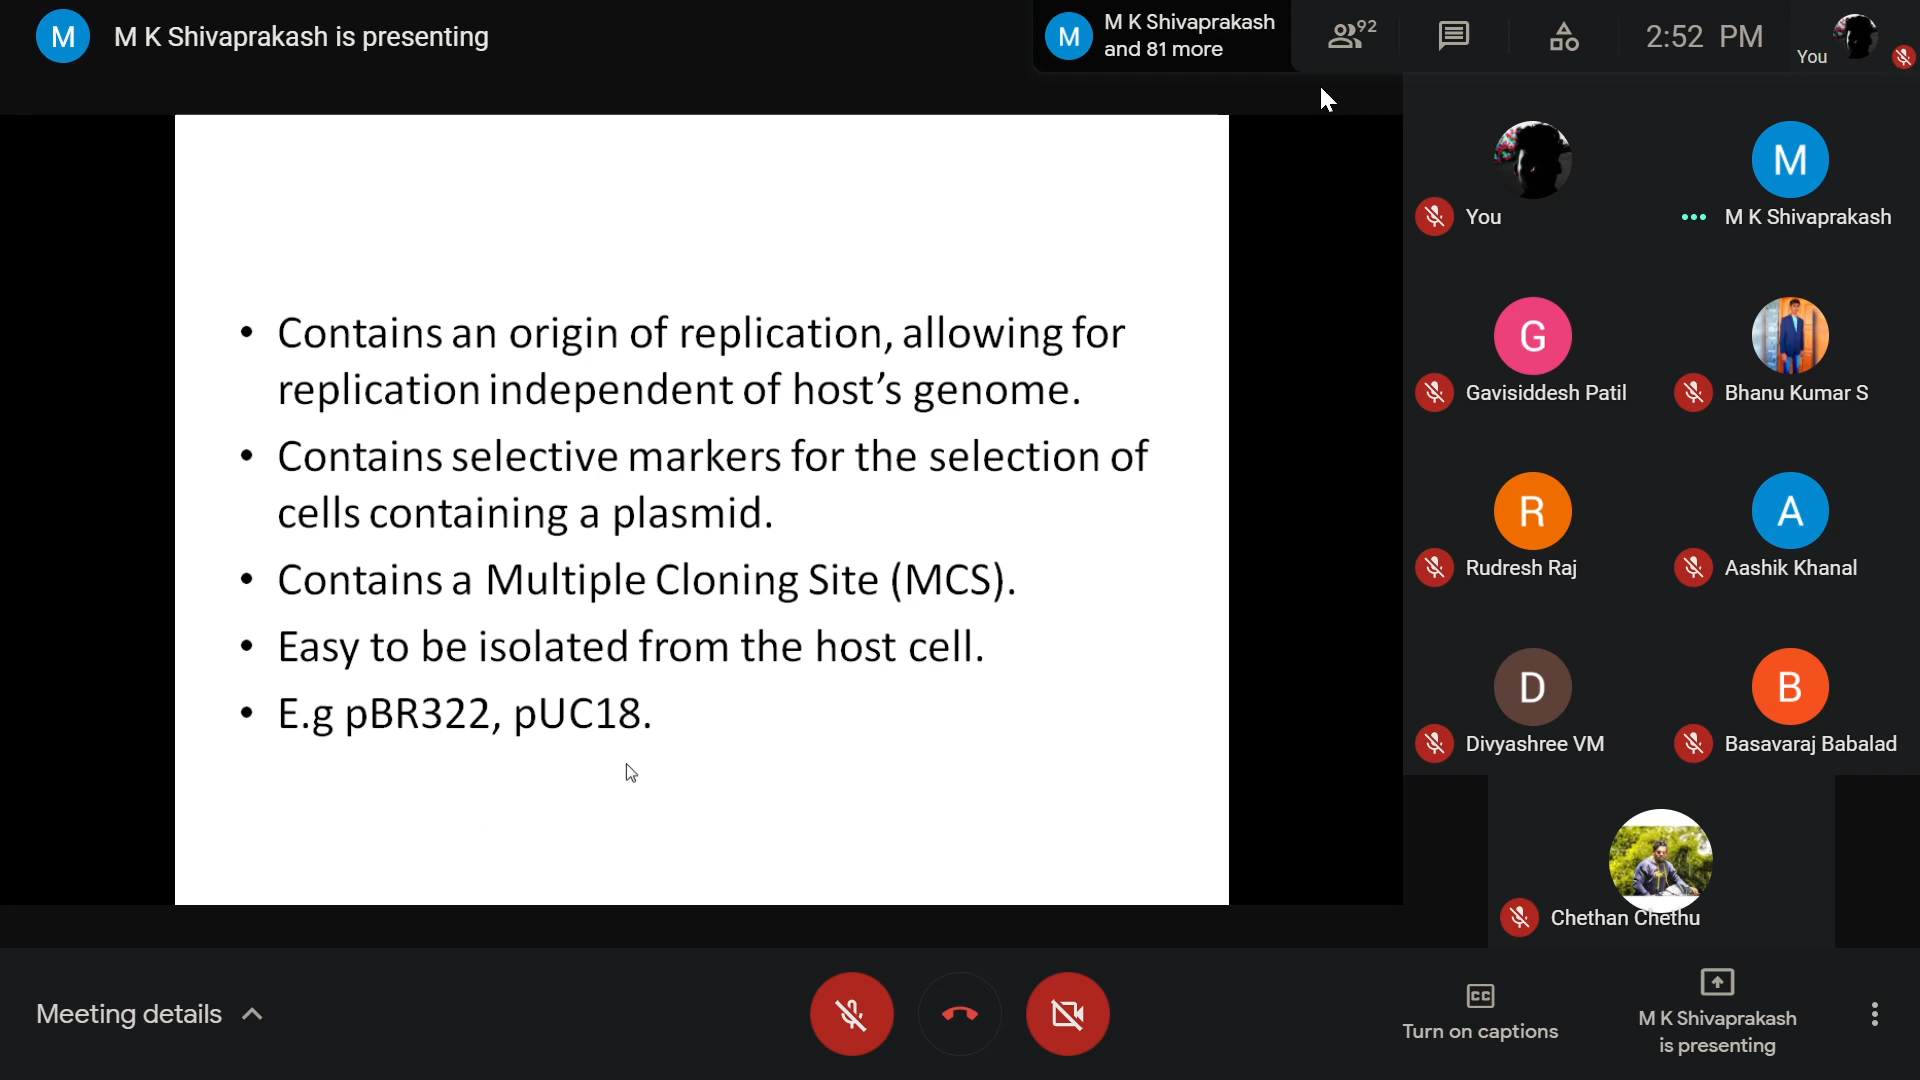 M
M K Shivaprakash is presenting
M
M K Shivaprakash
and 81 more
92
2:52 PM
You
• Contains an origin of replication, allowing for
replication independent of host’s genome.
• Contains selective markers for the selection of
cells containing a plasmid.
• Contains a Multiple Cloning Site (MCS).
• Easy to be isolated from the host cell.
• E.g pBR322, pUC18.
You
M
M K Shivaprakash
G
Gavisiddesh Patil
Bhanu Kumar S
R
Rudresh Raj
A
Aashik Khanal
D
Divyashree VM
B
Basavaraj Babalad
Chethan Chethu
Meeting details
CC
Turn on captions
M K Shivaprakash
is presenting